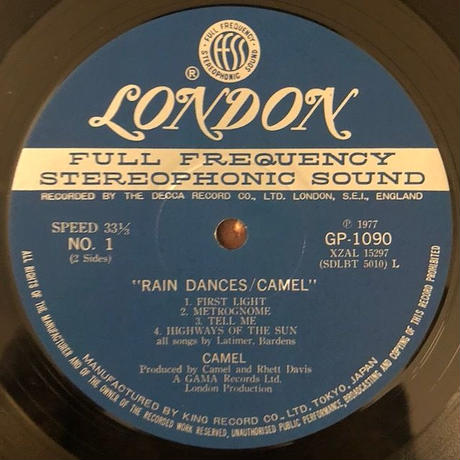 FULL FREQUENCY
ffss
STEREOPHONIC SOUND
®
LONDON
FULL FREQUENCY
STEREOPHONIC SOUND
RECORDED BY THE DECCA RECORD CO., LTD. LONDON, S.E.I., ENGLAND
SPEED 33⅓
NO. 1
(2 Sides)
℗ 1977
GP-1090
XZAL 15297
(SDLBT 5010) L
"RAIN DANCES/CAMEL"
1. FIRST LIGHT
2. METROGNOME
3. TELL ME
4. HIGHWAYS OF THE SUN
all songs by Latimer, Bardens
CAMEL
Produced by Camel and Rhett Davis
A GAMA Records Ltd.
London Production
MANUFACTURED BY KING RECORD CO., LTD, TOKYO, JAPAN
ALL RIGHTS OF THE MANUFACTURER AND OF THE OWNER OF THE RECORDED WORK RESERVED, UNAUTHORISED PUBLIC PERFORMANCE, BROADCASTING AND COPYING OF THIS RECORD PROHIBITED